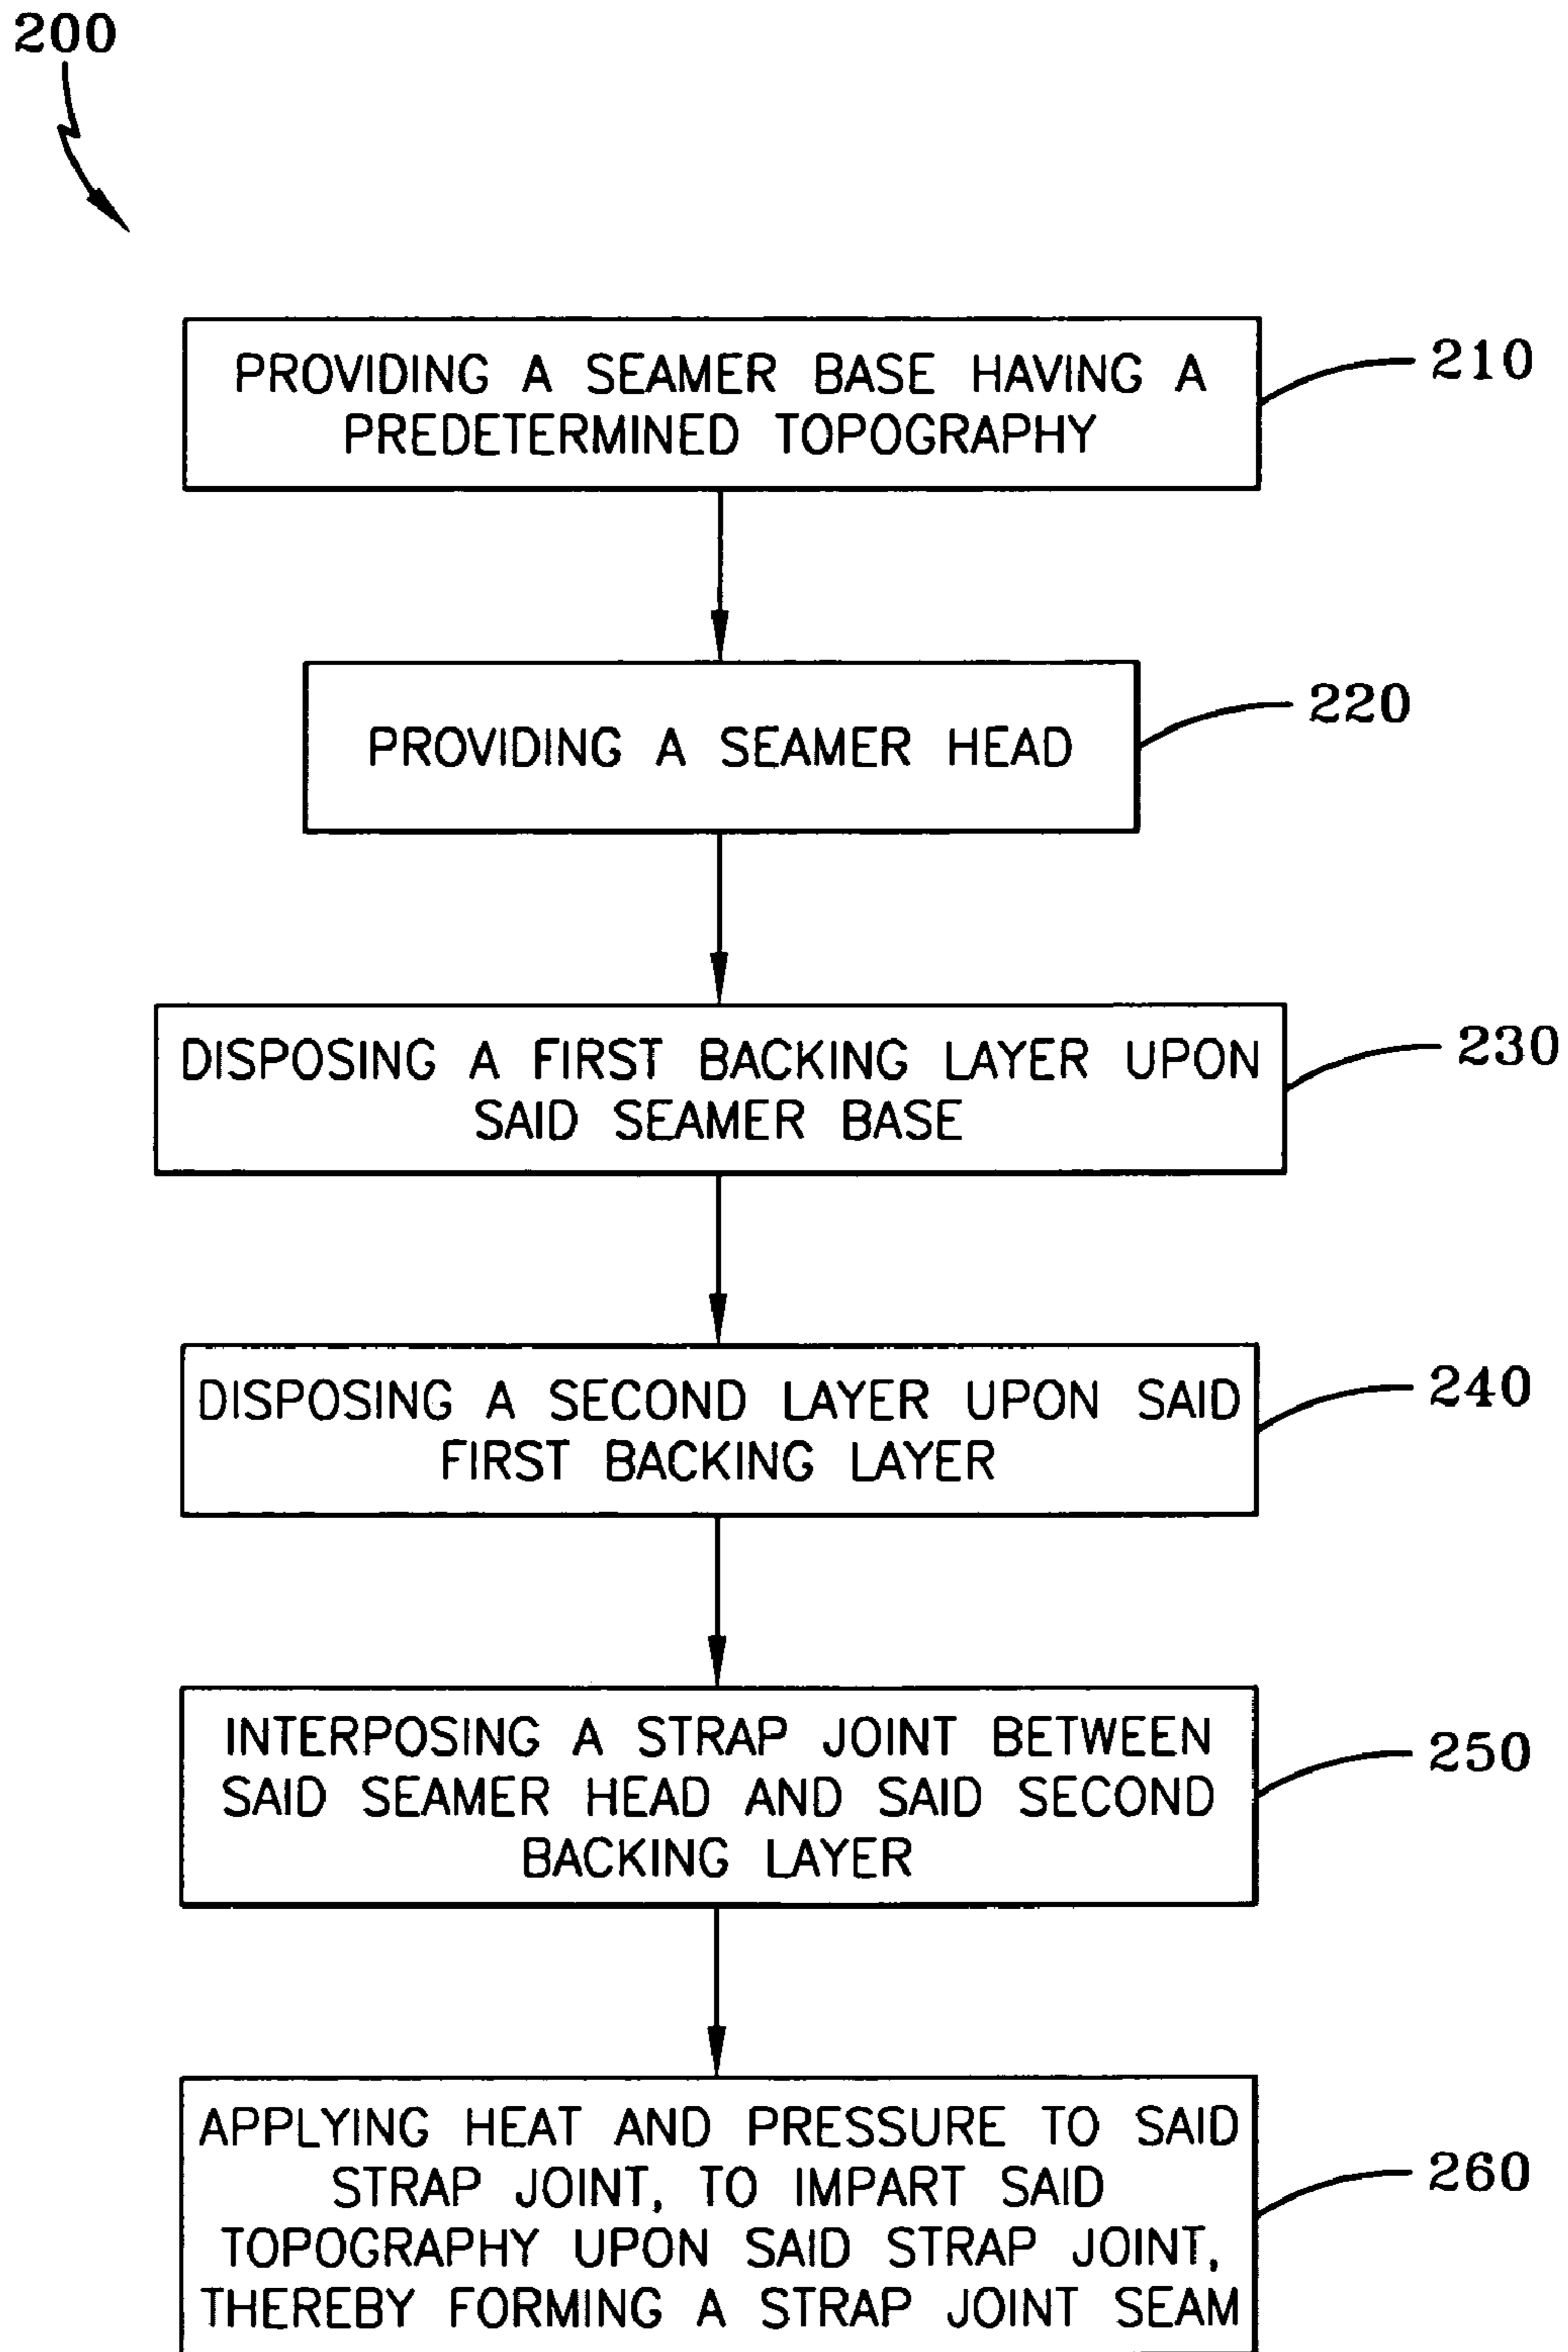 200
PROVIDING A SEAMER BASE HAVING A
PREDETERMINED TOPOGRAPHY
210
PROVIDING A SEAMER HEAD
220
DISPOSING A FIRST BACKING LAYER UPON
SAID SEAMER BASE
230
DISPOSING A SECOND LAYER UPON SAID
FIRST BACKING LAYER
240
INTERPOSING A STRAP JOINT BETWEEN
SAID SEAMER HEAD AND SAID SECOND
BACKING LAYER
250
APPLYING HEAT AND PRESSURE TO SAID
STRAP JOINT, TO IMPART SAID
TOPOGRAPHY UPON SAID STRAP JOINT,
THEREBY FORMING A STRAP JOINT SEAM
260